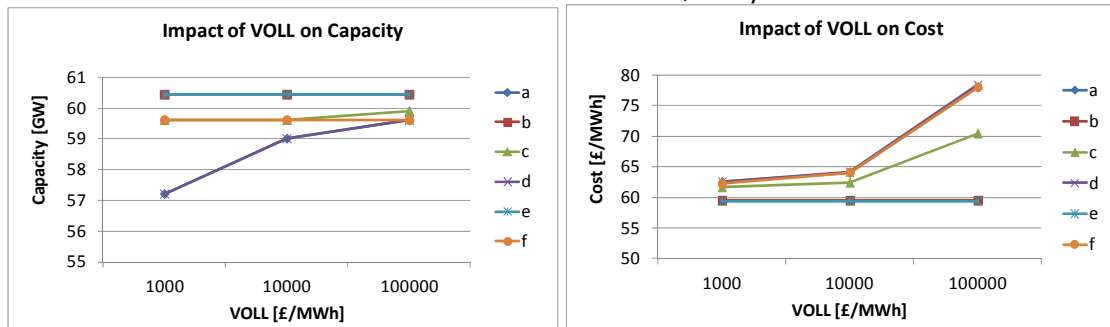 Impact of VOLL on Capacity
Capacity [GW]
61
60
59
58
57
56
55
1000
10000
100000
VOLL [£/MWh]
a
b
c
d
e
f
Impact of VOLL on Cost
Cost [£/MWh]
80
75
70
65
60
55
50
1000
10000
100000
VOLL [£/MWh]
a
b
c
d
e
f